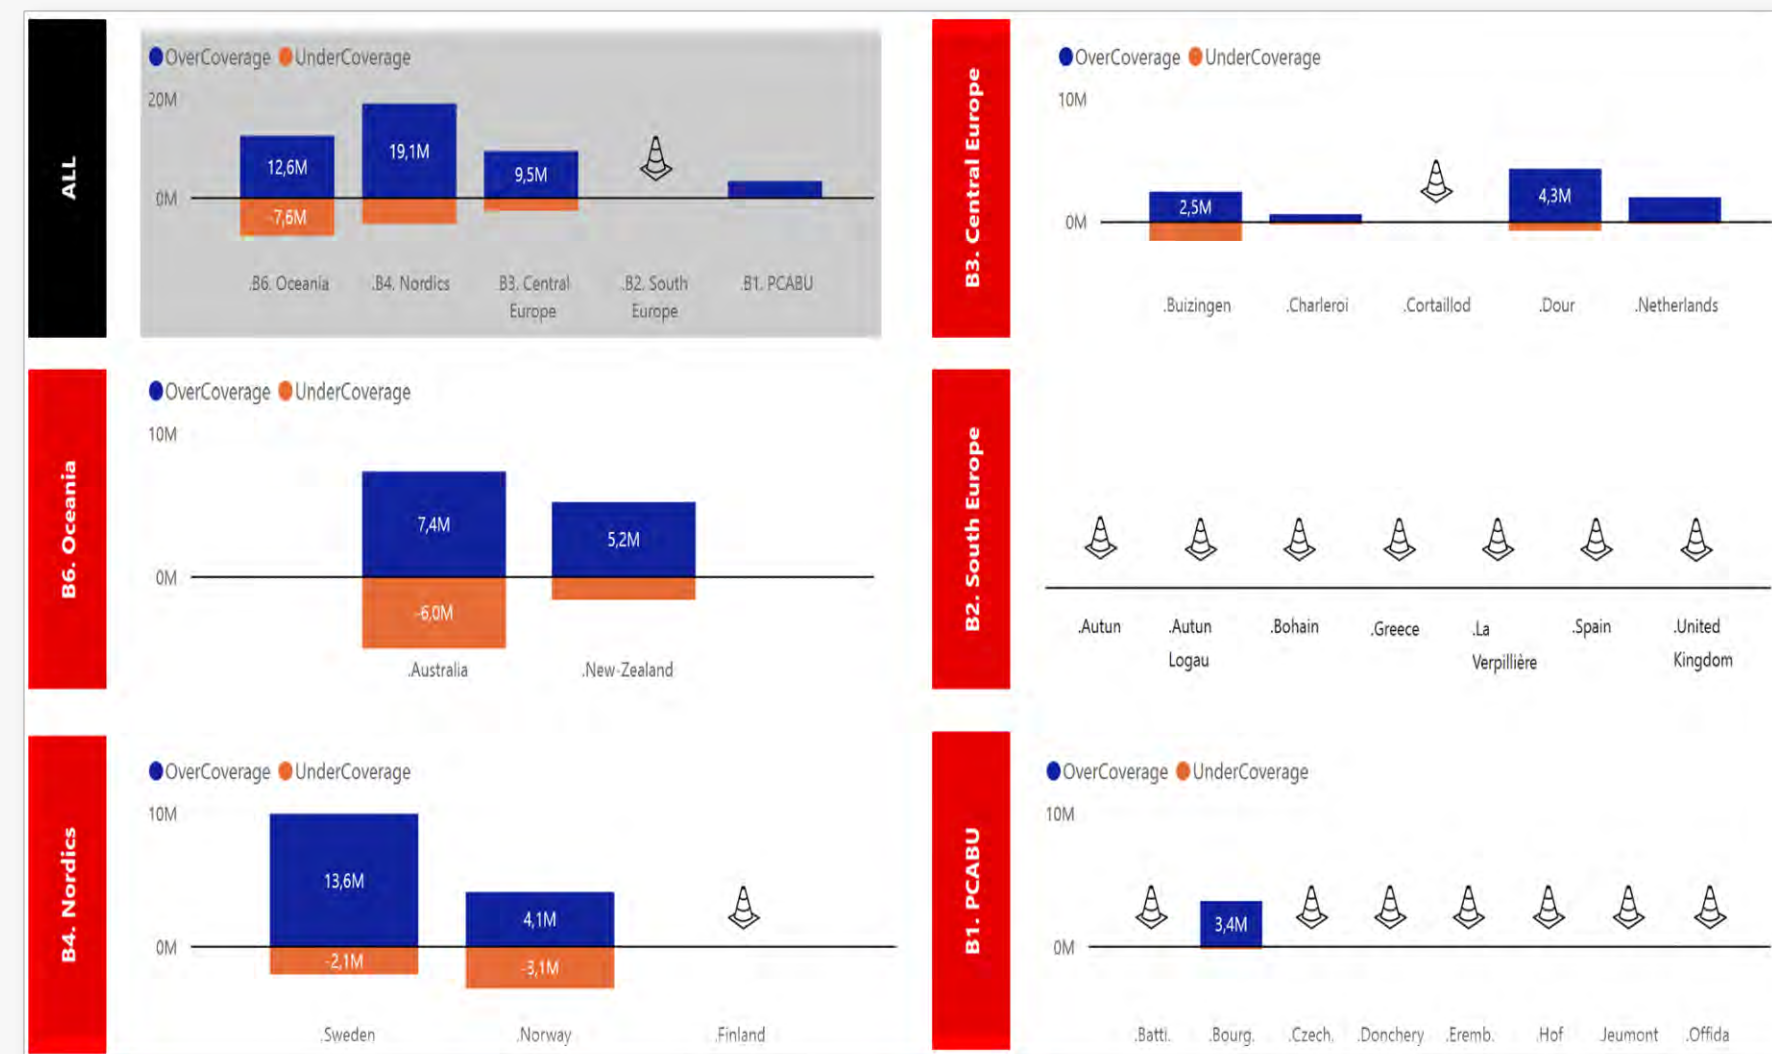 ALL
OverCoverage UnderCoverage
20M
12,6M
19,1M
9,5M
0M
-7,6M
.B6. Oceania .B4. Nordics B3. Central .B2. South .B1. PCABU
Europe Europe
B3. Central Europe
OverCoverage UnderCoverage
10M
2,5M
4,3M
0M
.Buizingen .Charleroi .Cortaillod .Dour .Netherlands
B6. Oceania
OverCoverage UnderCoverage
10M
7,4M
5,2M
0M
-6,0M
.Australia .New-Zealand
B2. South Europe
.Autun .Autun .Bohain .Greece .La .Spain .United
Logau Verpillière Kingdom
B4. Nordics
OverCoverage UnderCoverage
10M
13,6M
4,1M
0M
-2,1M
-3,1M
.Sweden .Norway .Finland
B1. PCABU
OverCoverage UnderCoverage
10M
3,4M
0M
.Batti. .Bourg. .Czech. .Donchery .Eremb. .Hof .Jeumont .Offida